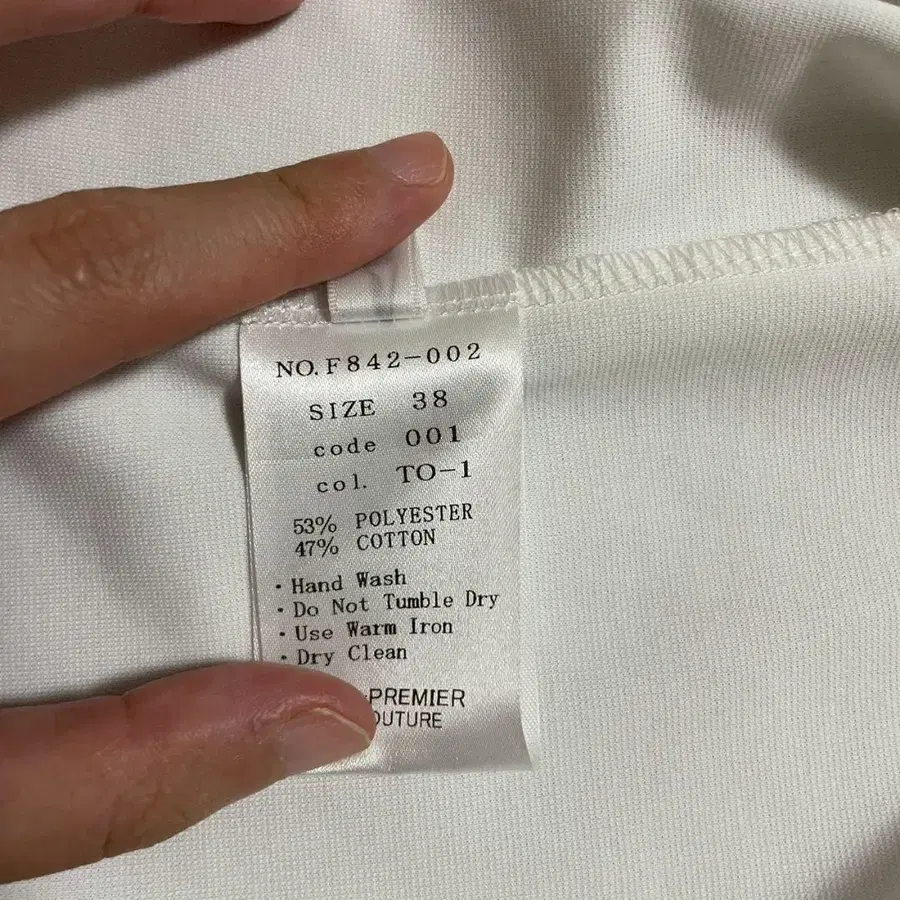 NO. F842-002
SIZE 38
code 001
col. TO-1
53% POLYESTER
47% COTTON
· Hand Wash
· Do Not Tumble Dry
· Use Warm Iron
· Dry Clean
PREMIER